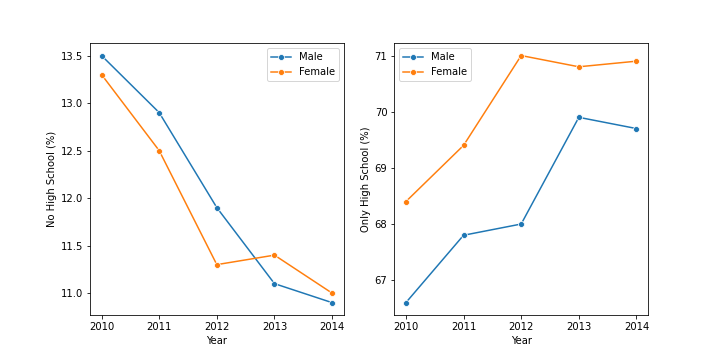 Male
Female
13.5
13.0
12.5
12.0
11.5
11.0
No High School (%)
2010 2011 2012 2013 2014
Year
Male
Female
71
70
69
68
67
Only High School (%)
2010 2011 2012 2013 2014
Year